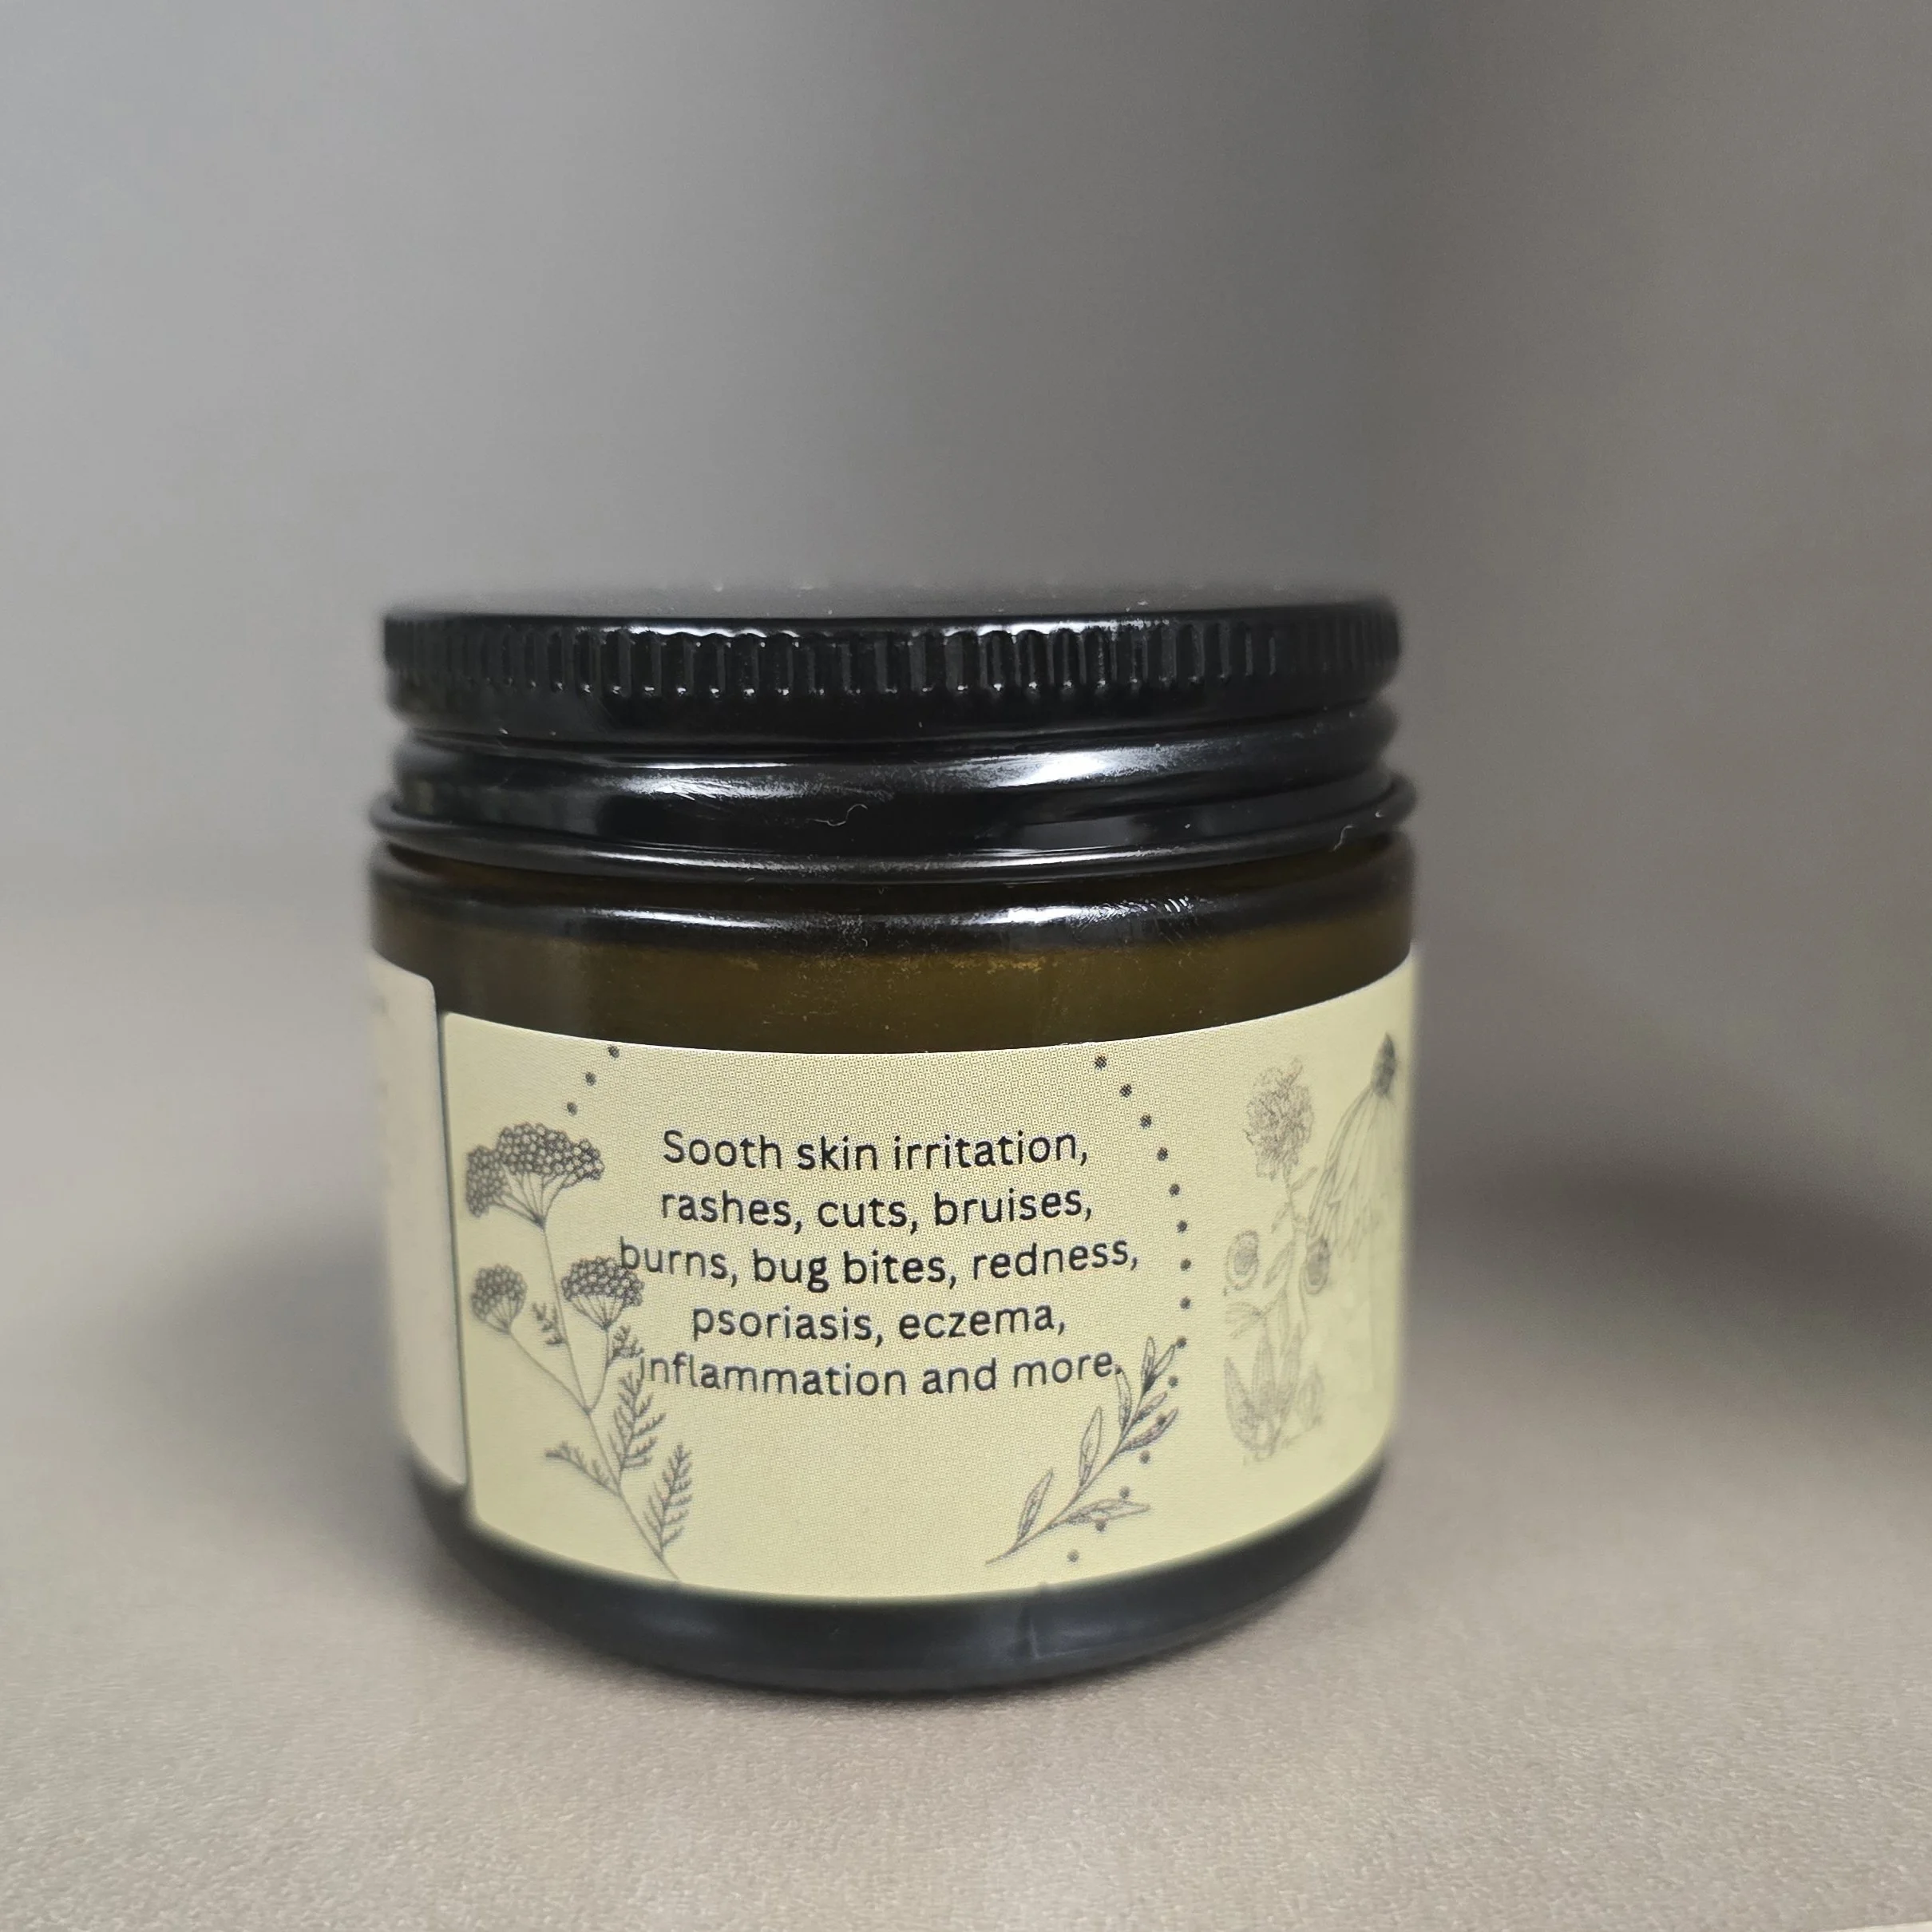 Sooth skin irritation,
rashes, cuts, bruises,
burns, bug bites, redness,
psoriasis, eczema,
inflammation and more.